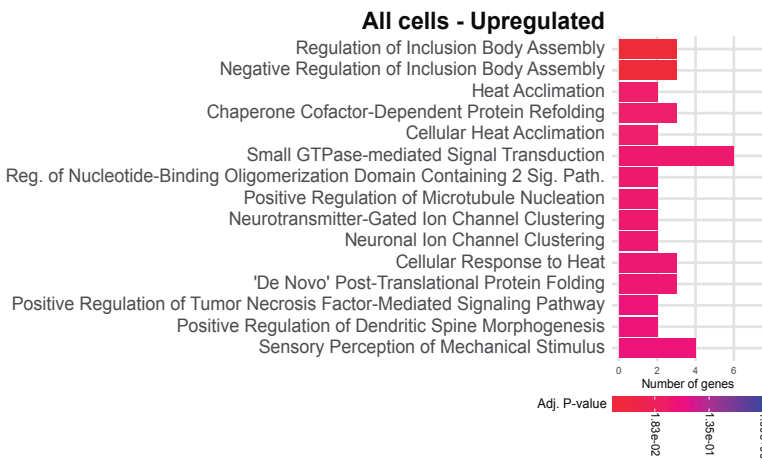 All cells - Upregulated
Regulation of Inclusion Body Assembly
Negative Regulation of Inclusion Body Assembly
Heat Acclimation
Chaperone Cofactor-Dependent Protein Refolding
Cellular Heat Acclimation
Small GTPase-mediated Signal Transduction
Reg. of Nucleotide-Binding Oligomerization Domain Containing 2 Sig. Path.
Positive Regulation of Microtubule Nucleation
Neurotransmitter-Gated Ion Channel Clustering
Neuronal Ion Channel Clustering
Cellular Response to Heat
'De Novo' Post-Translational Protein Folding
Positive Regulation of Tumor Necrosis Factor-Mediated Signaling Pathway
Positive Regulation of Dendritic Spine Morphogenesis
Sensory Perception of Mechanical Stimulus
0 2 4 6
Number of genes
Adj. P-value
1.83e-02
1.35e-01